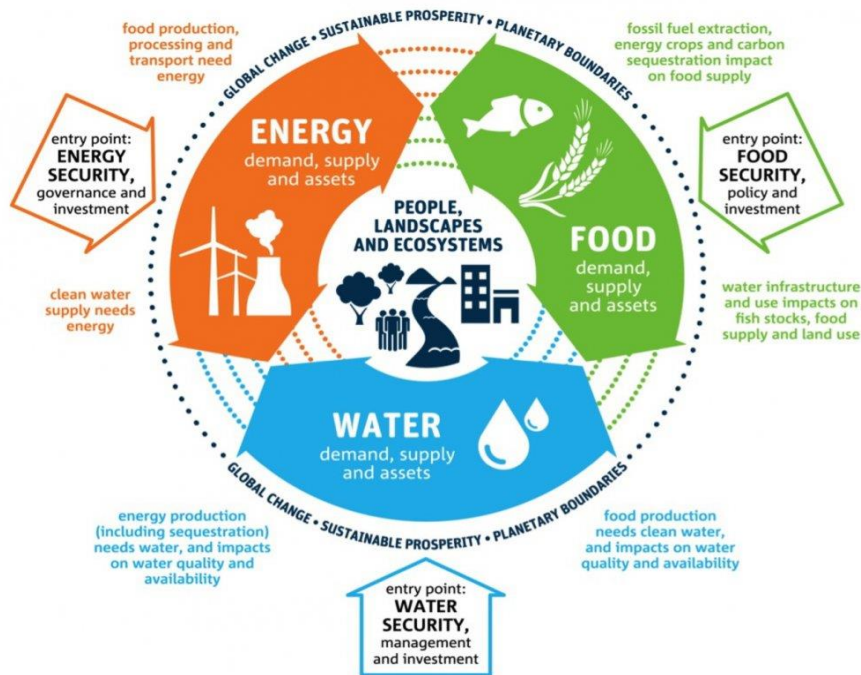 food production,
processing and
transport need
energy
GLOBAL CHANGE • SUSTAINABLE PROSPERITY • PLANETARY BOUNDARIES
fossil fuel extraction,
energy crops and carbon
sequestration impact
on food supply
entry point:
ENERGY
SECURITY,
governance and
investment
ENERGY
demand, supply
and assets
entry point:
FOOD
SECURITY,
policy and
investment
PEOPLE,
LANDSCAPES
AND ECOSYSTEMS
FOOD
demand,
supply
and assets
clean water
supply needs
energy
water infrastructure
and use impacts on
fish stocks, food
supply and land use
WATER
demand, supply
and assets
GLOBAL CHANGE • SUSTAINABLE PROSPERITY • PLANETARY BOUNDARIES
energy production
(including sequestration)
needs water, and impacts
on water quality and
availability
food production
needs clean water,
and impacts on water
quality and availability
entry point:
WATER
SECURITY,
management
and investment